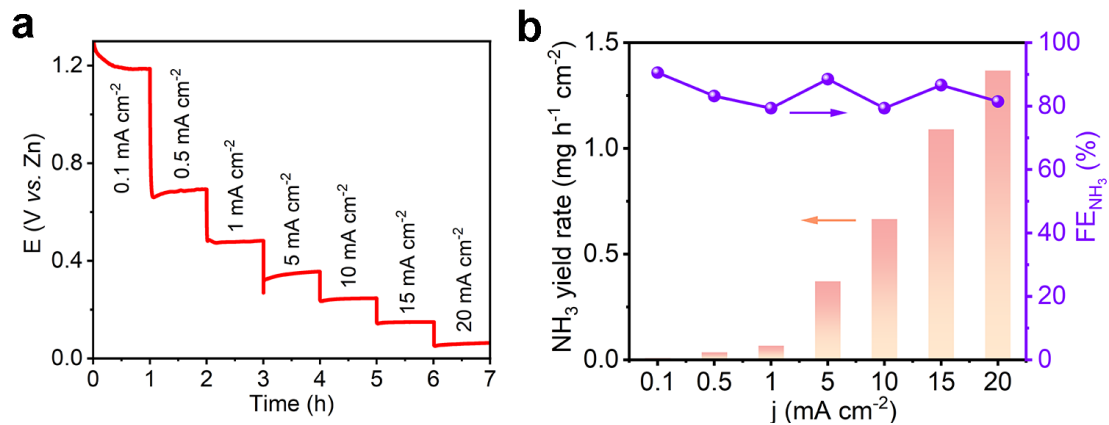 a
E (V vs. Zn)
1.2
0.8
0.4
0.0
0.1 mA cm⁻²
0.5 mA cm⁻²
1 mA cm⁻²
5 mA cm⁻²
10 mA cm⁻²
15 mA cm⁻²
20 mA cm⁻²
0 1 2 3 4 5 6 7
Time (h)
b
NH₃ yield rate (mg h⁻¹ cm⁻²)
1.5
1.0
0.5
0.0
100
80
60
40
20
0
FE_NH₃ (%)
0.1 0.5 1 5 10 15 20
j (mA cm⁻²)